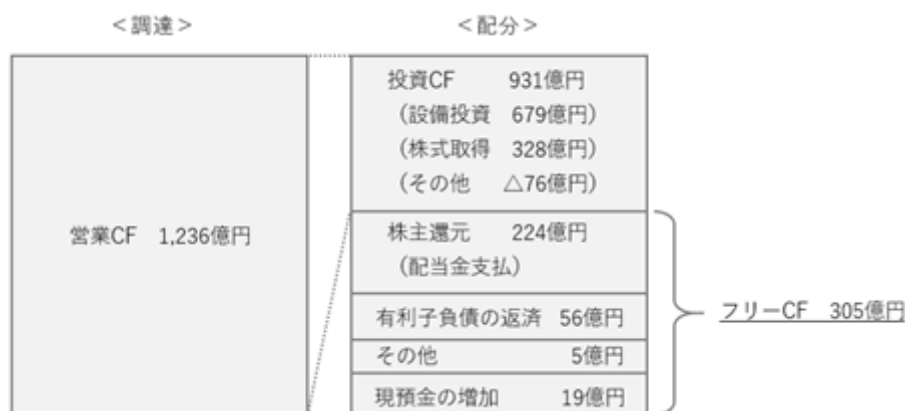 <調達>
<配分>
営業CF 1,236億円
投資CF 931億円
(設備投資 679億円)
(株式取得 328億円)
(その他 △76億円)
株主還元 224億円
(配当金支払)
有利子負債の返済 56億円
その他 5億円
現預金の増加 19億円
フリーCF 305億円